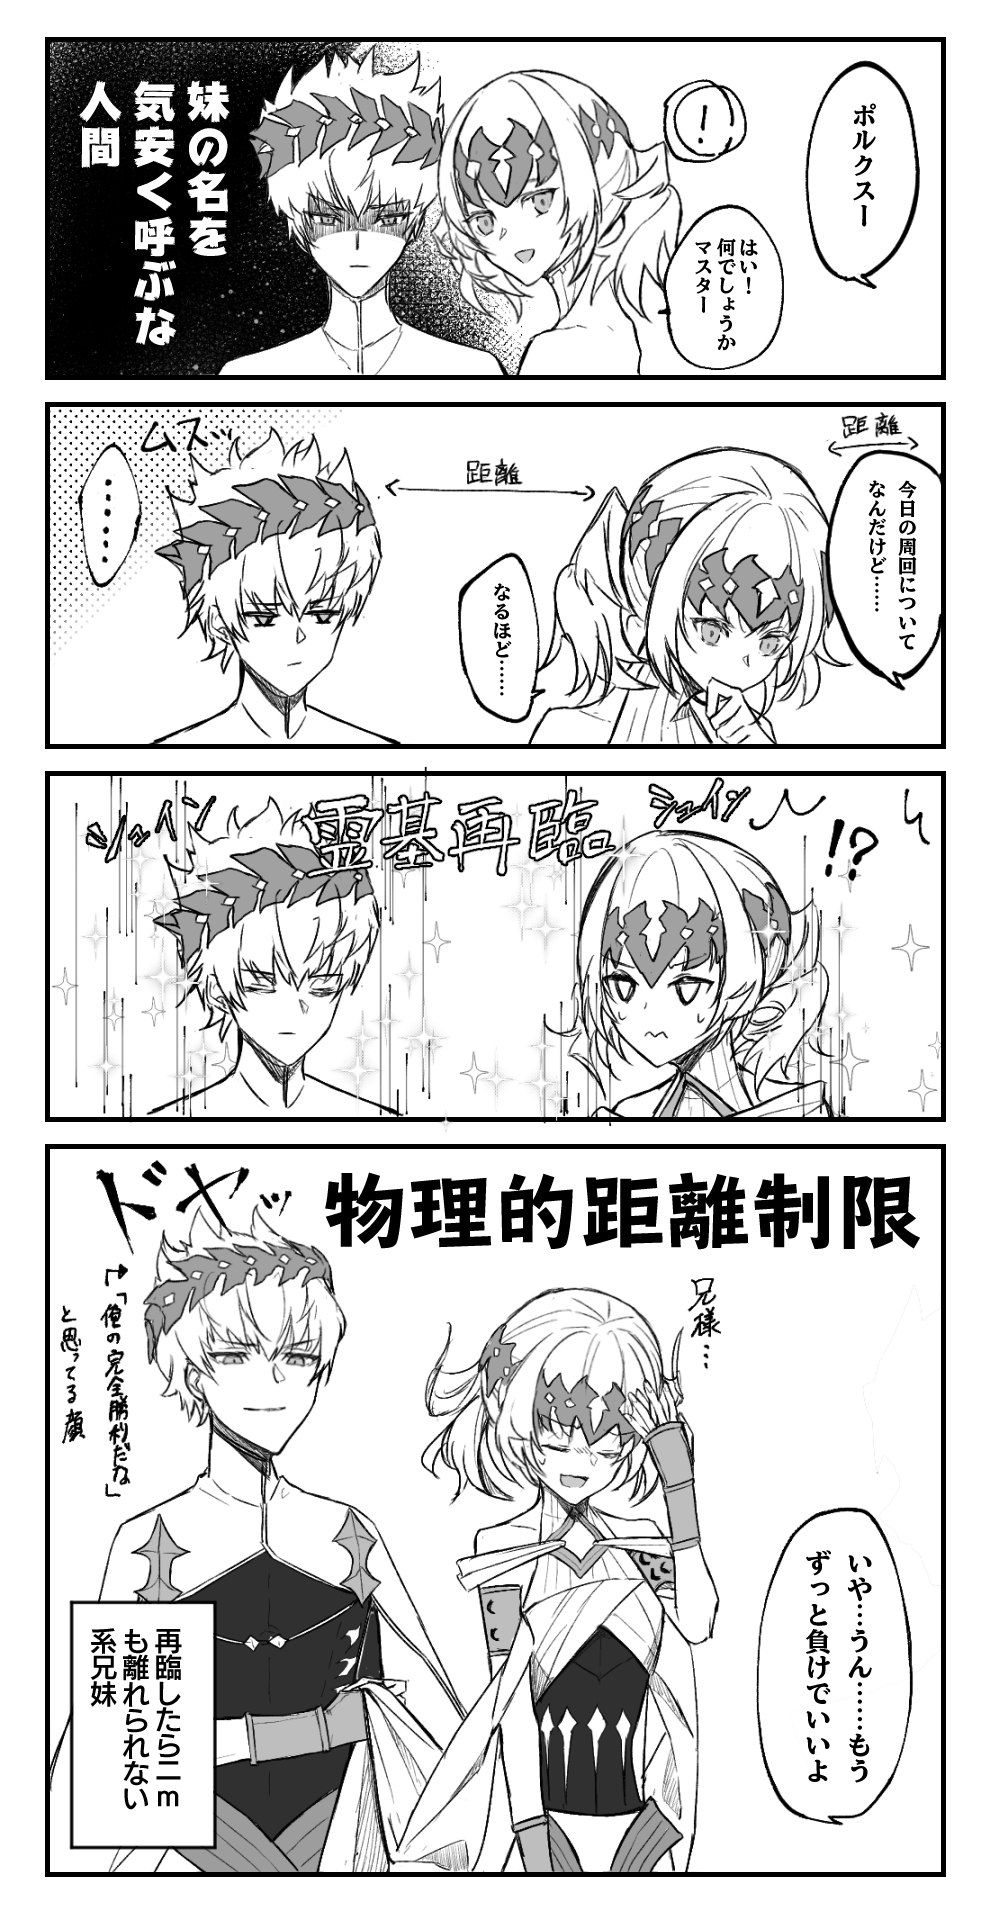 ポルクスー
!
はい！
何でしょうか
マスター
妹の名を
気安く呼ぶな
人間
距離
今日の周回について
なんだけど……
距離
なるほど……
ムスッ
……
!?
シュイン
霊基再臨
シュイン
物理的距離制限
兄様…
ドヤッ
「俺の完全勝利だな」
と思ってる顔
いや…うん……もう
ずっと負けでいいよ
再臨したら二m
も離れられない
系兄妹